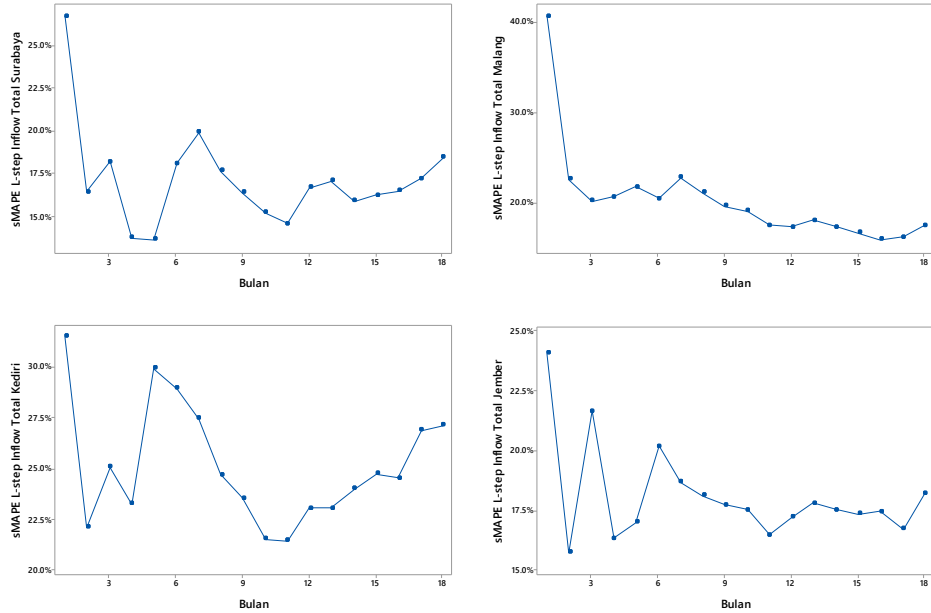 sMAPE L-step Inflow Total Surabaya
25.0%
22.5%
20.0%
17.5%
15.0%
3 6 9 12 15 18
Bulan
sMAPE L-step Inflow Total Malang
40.0%
30.0%
20.0%
3 6 9 12 15 18
Bulan
sMAPE L-step Inflow Total Kediri
30.0%
27.5%
25.0%
22.5%
20.0%
3 6 9 12 15 18
Bulan
sMAPE L-step Inflow Total Jember
25.0%
22.5%
20.0%
17.5%
15.0%
3 6 9 12 15 18
Bulan